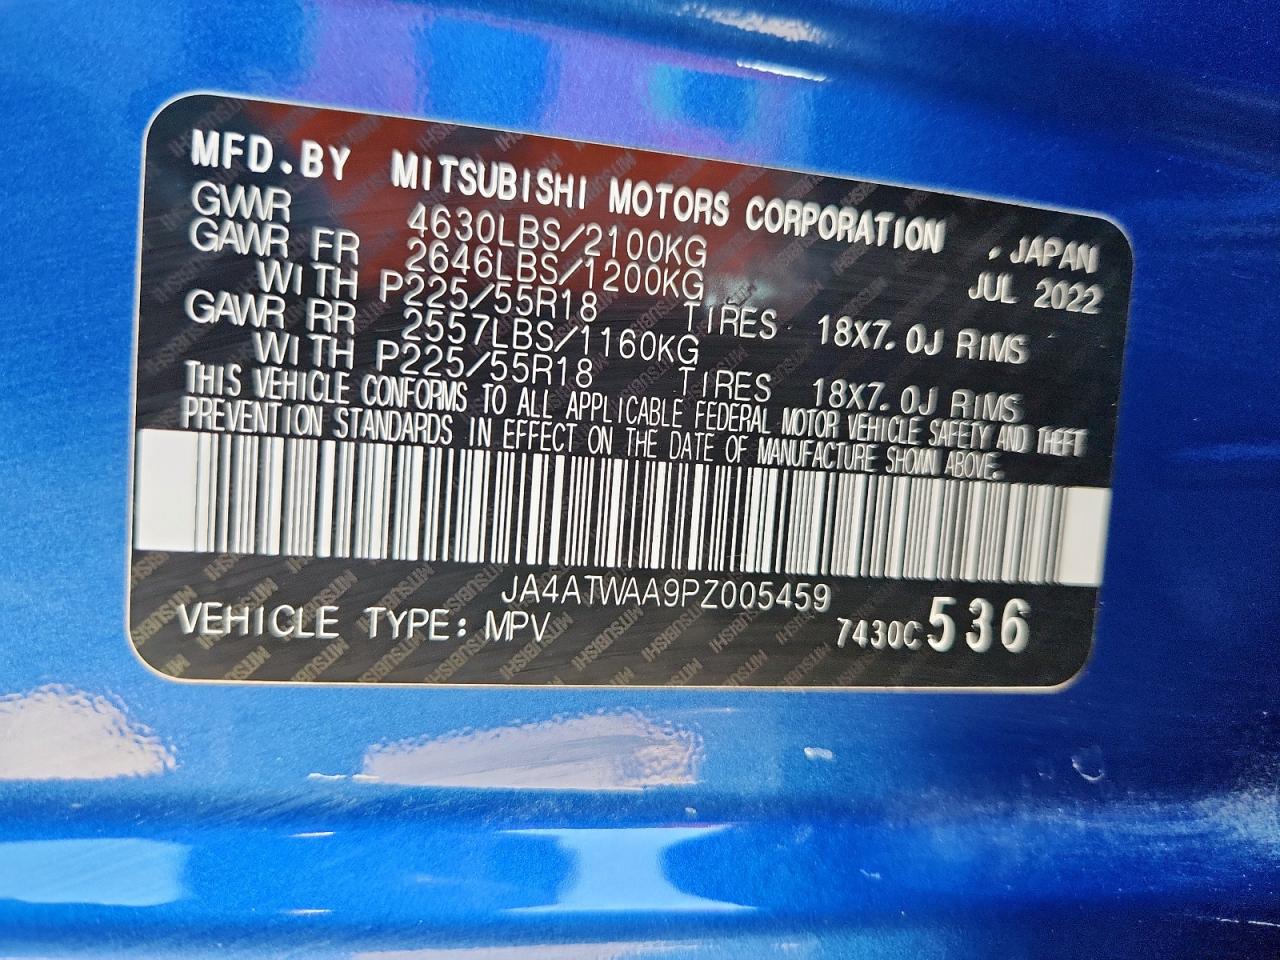 MFD.BY MITSUBISHI MOTORS CORPORATION , JAPAN
GVWR 4630LBS/2100KG JUL 2022
GAWR FR 2646LBS/1200KG
WITH P225/55R18 TIRES 18X7.0J RIMS
GAWR RR 2557LBS/1160KG
WITH P225/55R18 TIRES 18X7.0J RIMS
THIS VEHICLE CONFORMS TO ALL APPLICABLE FEDERAL MOTOR VEHICLE SAFETY AND THEFT
PREVENTION STANDARDS IN EFFECT ON THE DATE OF MANUFACTURE SHOWN ABOVE.
JA4ATWAA9PZ005459
VEHICLE TYPE: MPV 7430C 536